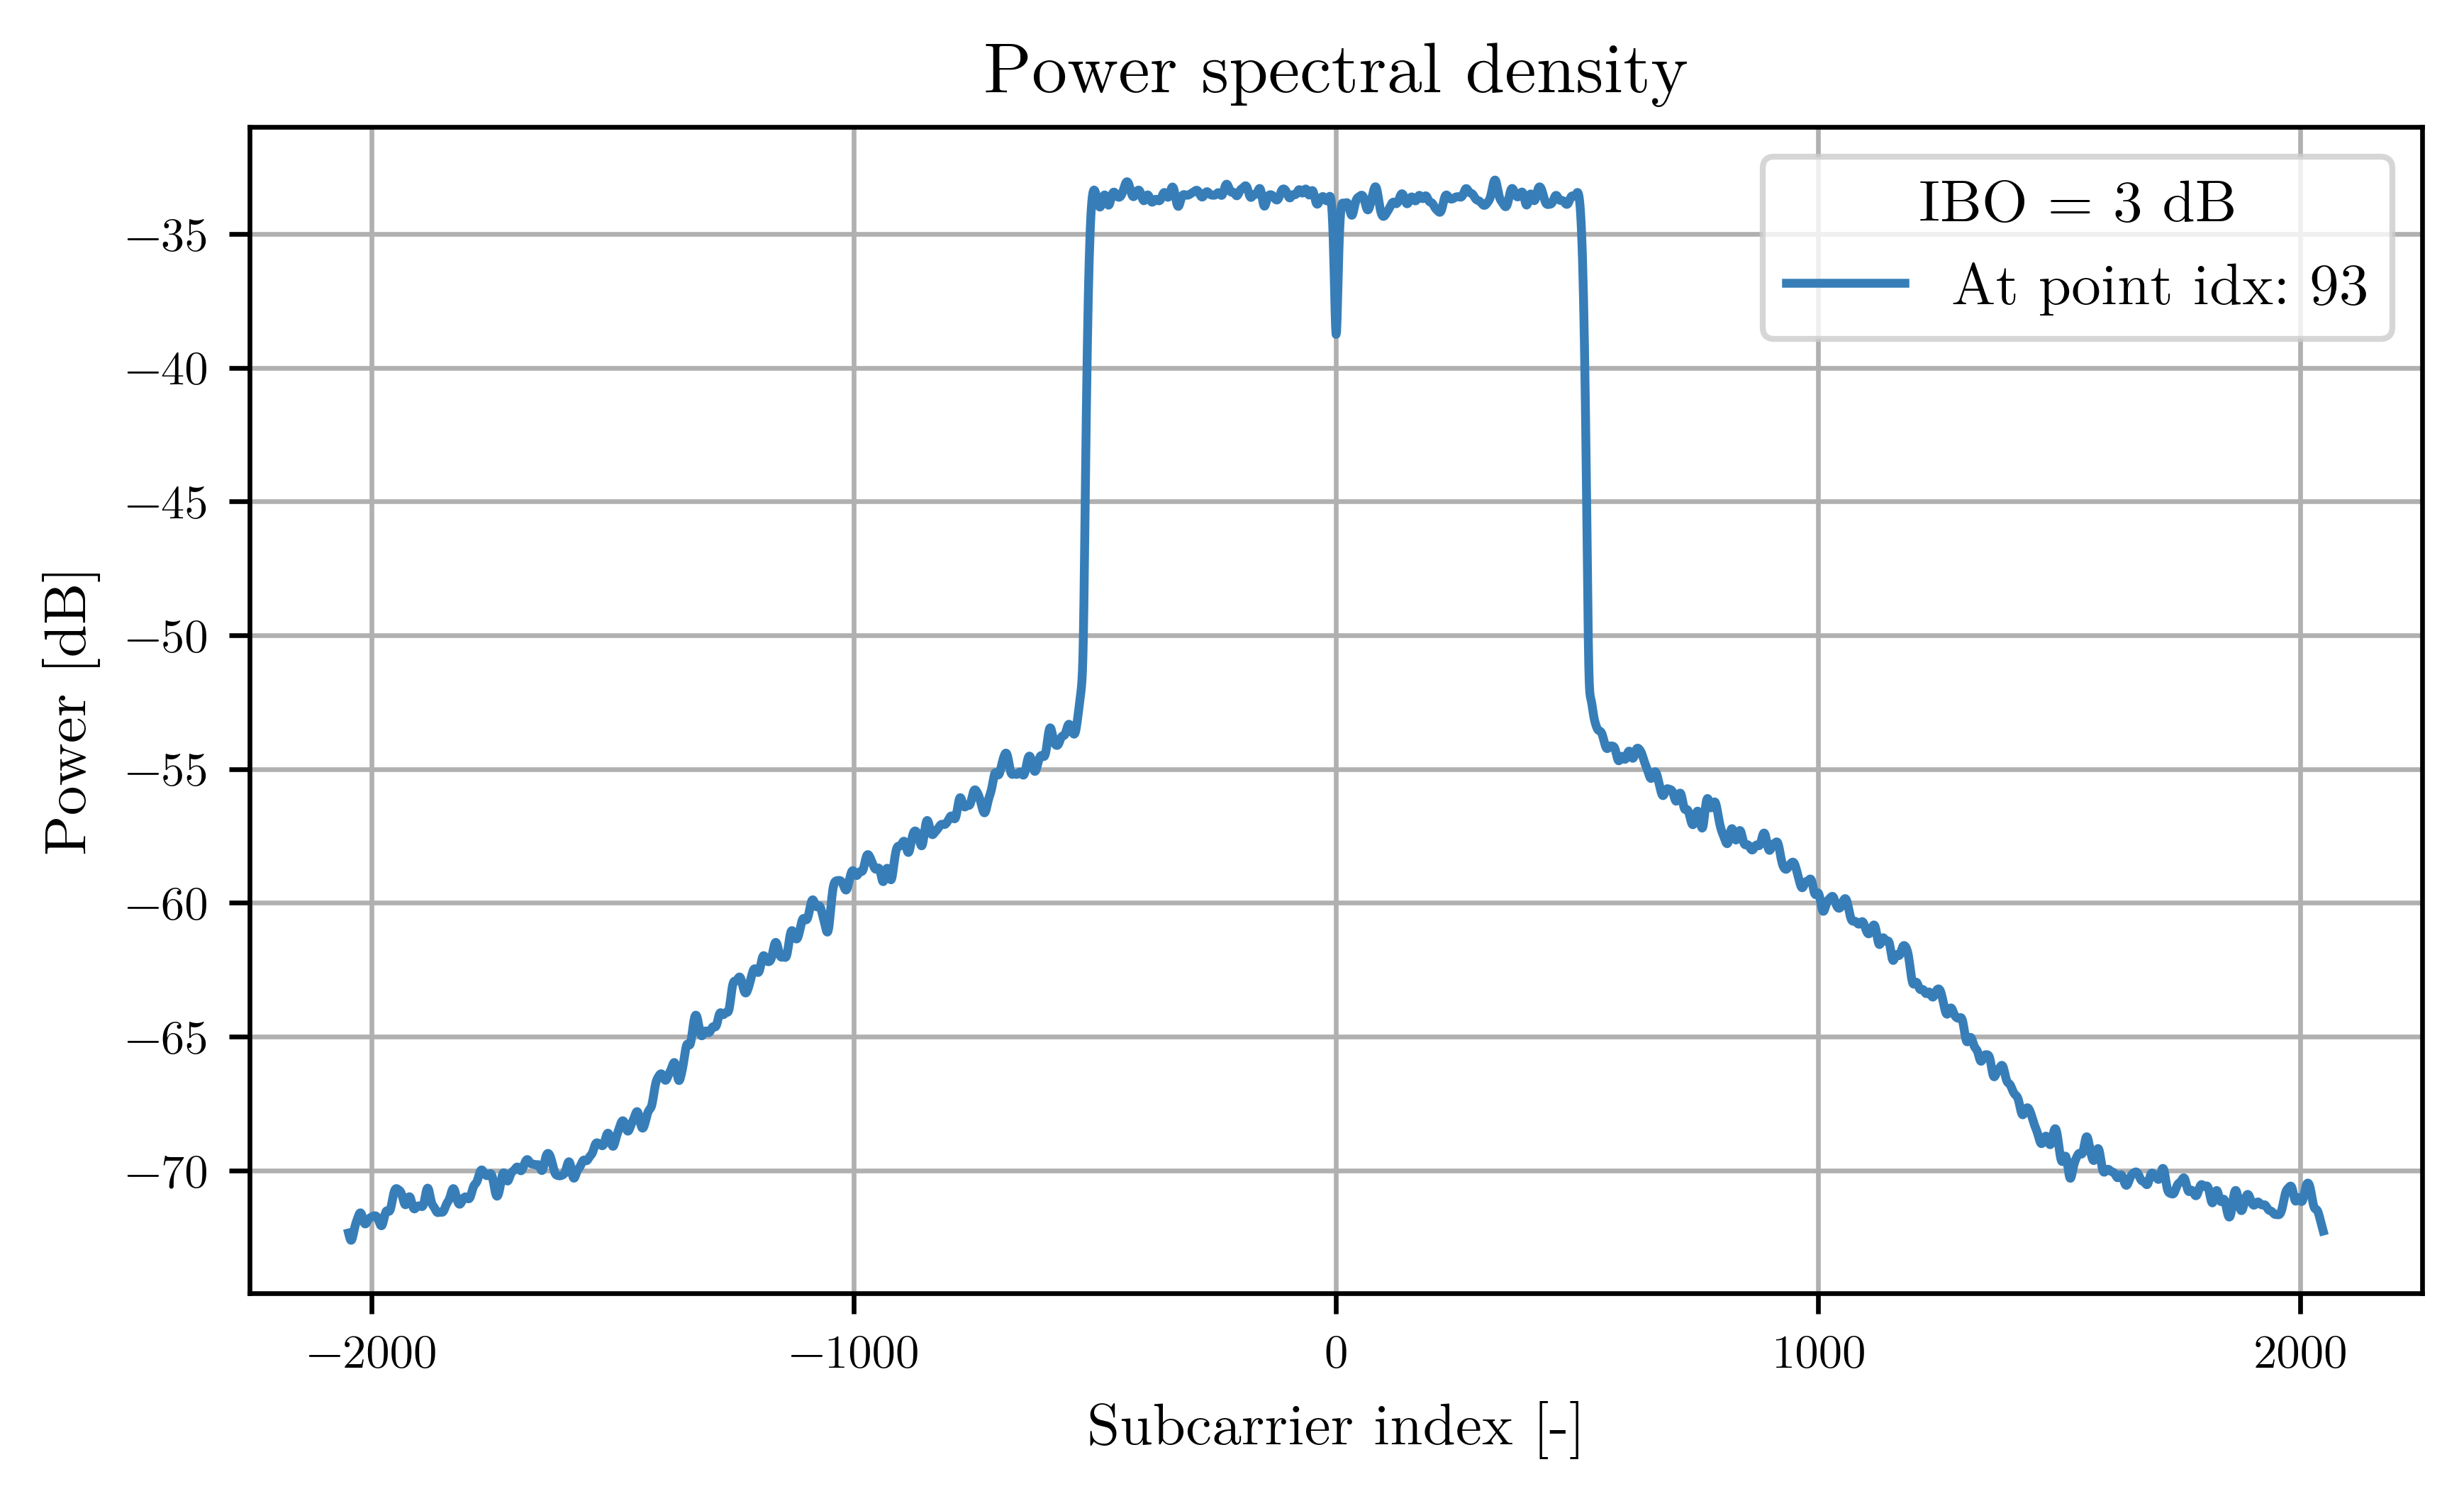 Power spectral density
IBO = 3 dB
At point idx: 93
Power [dB]
−35
−40
−45
−50
−55
−60
−65
−70
−2000
−1000
0
1000
2000
Subcarrier index [-]